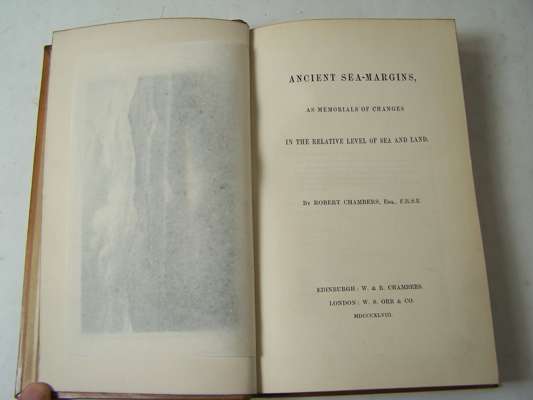 ANCIENT SEA-MARGINS,
AS MEMORIALS OF CHANGES
IN THE RELATIVE LEVEL OF SEA AND LAND.
BY ROBERT CHAMBERS, ESQ., F.R.S.E.
EDINBURGH: W. & R. CHAMBERS.
LONDON: W. S. ORR & CO.
MDCCCXLVIII.